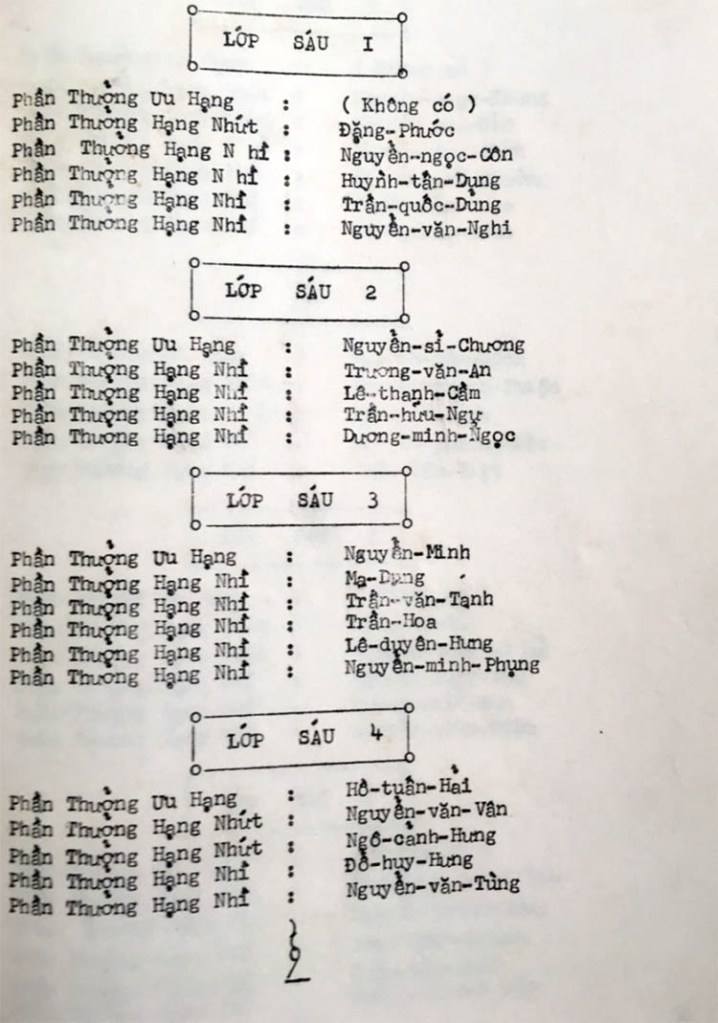 LỚP SÁU I
Phần Thưởng Ưu Hạng : ( Không có )
Phần Thưởng Hạng Nhứt : Đặng-Phước
Phần Thưởng Hạng N hì : Nguyễn-ngọc-Côn
Phần Thưởng Hạng N hì : Huỳnh-tấn-Dụng
Phần Thưởng Hạng Nhì : Trần-quốc-Dũng
Phần Thưởng Hạng Nhì : Nguyễn-văn-Nghi
LỚP SÁU 2
Phần Thưởng Ưu Hạng : Nguyễn-sĩ-Chương
Phần Thưởng Hạng Nhì : Trương-văn-An
Phần Thưởng Hạng Nhì : Lê-thanh-Cẩm
Phần Thưởng Hạng Nhì : Trần-hữu-Ngự
Phần Thưởng Hạng Nhì : Dương-minh-Ngọc
LỚP SÁU 3
Phần Thưởng Ưu Hạng : Nguyễn-Minh
Phần Thưởng Hạng Nhì : Mạ-Dụng
Phần Thưởng Hạng Nhì : Trần-văn-Tạnh
Phần Thưởng Hạng Nhì : Trần-Hoa
Phần Thưởng Hạng Nhì : Lê-duyên-Hưng
Phần Thưởng Hạng Nhì : Nguyễn-minh-Phụng
LỚP SÁU 4
Phần Thưởng Ưu Hạng : Hồ-tuấn-Hải
Phần Thưởng Hạng Nhứt : Nguyễn-văn-Vân
Phần Thưởng Hạng Nhứt : Ngô-cảnh-Hưng
Phần Thưởng Hạng Nhì : Đỗ-huy-Hưng
Phần Thưởng Hạng Nhì : Nguyễn-văn-Tùng